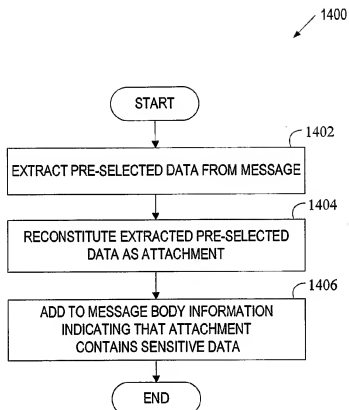 1400
START
1402
EXTRACT PRE-SELECTED DATA FROM MESSAGE
1404
RECONSTITUTE EXTRACTED PRE-SELECTED
DATA AS ATTACHMENT
1406
ADD TO MESSAGE BODY INFORMATION
INDICATING THAT ATTACHMENT
CONTAINS SENSITIVE DATA
END